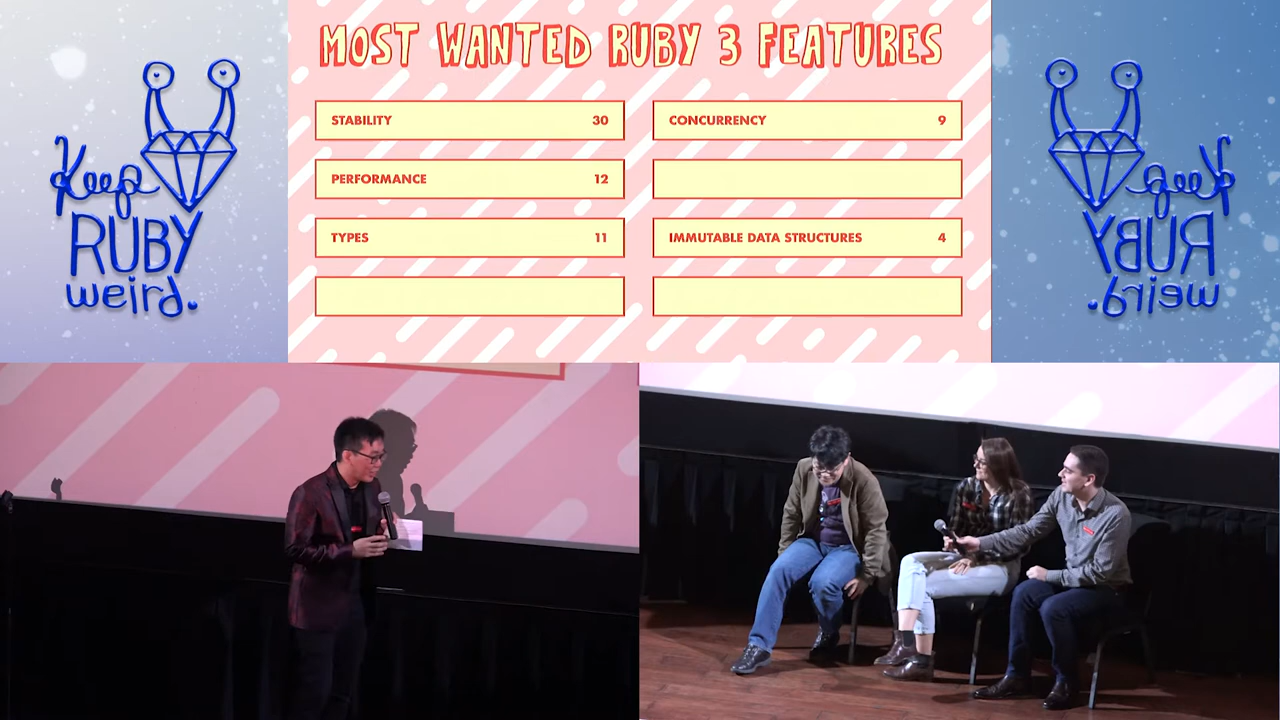 Keep
RUBY
weird.
MOST WANTED RUBY 3 FEATURES
STABILITY 30
PERFORMANCE 12
TYPES 11
CONCURRENCY 9
IMMUTABLE DATA STRUCTURES 4
Keep
RUBY
weird.